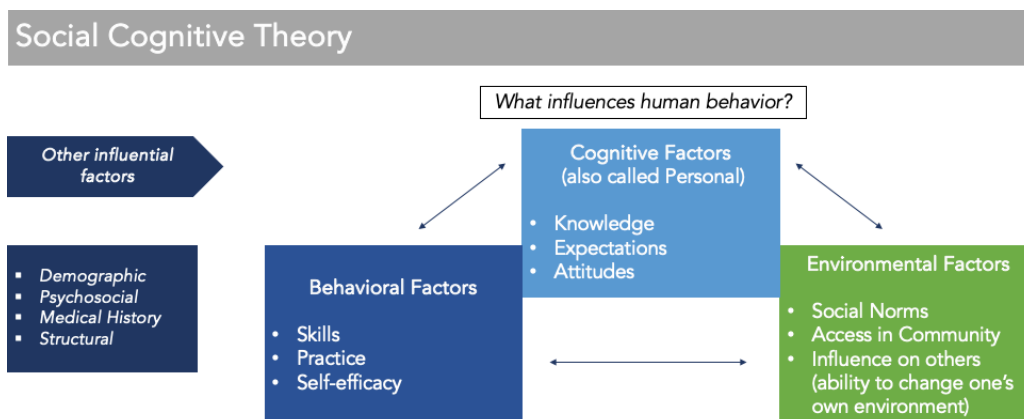 Social Cognitive Theory
What influences human behavior?
Other influential
factors
Cognitive Factors
(also called Personal)
• Knowledge
• Expectations
• Attitudes
▪ Demographic
▪ Psychosocial
▪ Medical History
▪ Structural
Behavioral Factors
• Skills
• Practice
• Self-efficacy
Environmental Factors
• Social Norms
• Access in Community
• Influence on others
(ability to change one’s
own environment)